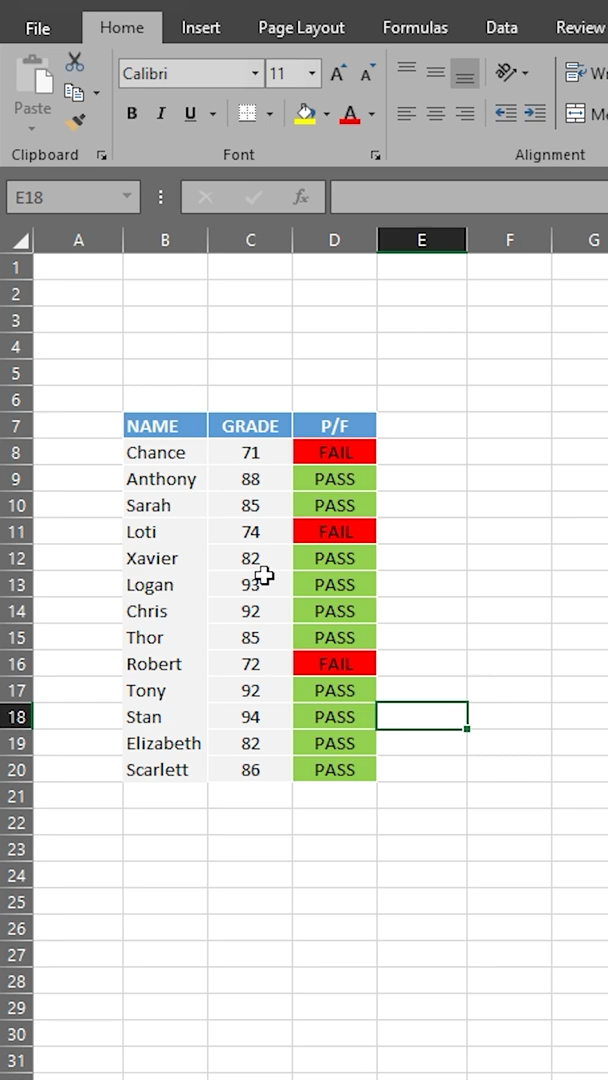 File Home Insert Page Layout Formulas Data Review
Calibri 11 A A Wr
Paste B I U A Me
Clipboard Font Alignment
E18 fx
A B C D E F G
1
2
3
4
5
6
7 NAME GRADE P/F
8 Chance 71 FAIL
9 Anthony 88 PASS
10 Sarah 85 PASS
11 Loti 74 FAIL
12 Xavier 82 PASS
13 Logan 93 PASS
14 Chris 92 PASS
15 Thor 85 PASS
16 Robert 72 FAIL
17 Tony 92 PASS
18 Stan 94 PASS
19 Elizabeth 82 PASS
20 Scarlett 86 PASS
21
22
23
24
25
26
27
28
29
30
31